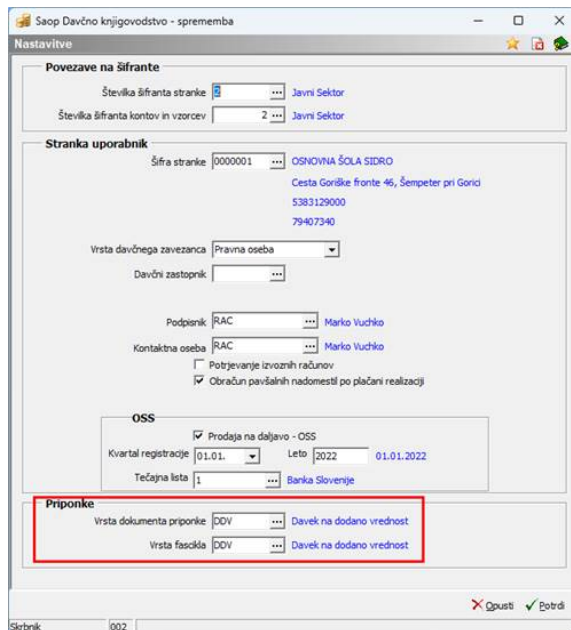 Saop Davčno knjigovodstvo - sprememba
Nastavitve
Povezave na šifrante
Številka šifranta stranke 2 ... Javni Sektor
Številka šifranta kontov in vzorcev 2 ... Javni Sektor
Stranka uporabnik
Šifra stranke 0000001 ... OSNOVNA ŠOLA SIDRO
Cesta Goriške fronte 46, Šempeter pri Gorici
5383129000
79407340
Vrsta davčnega zavezanca Pravna oseba
Davčni zastopnik ...
Podpisnik RAC ... Marko Vuchko
Kontaktna oseba RAC ... Marko Vuchko
Potrjevanje izvoznih računov
Obračun pavšalnih nadomestil po plačani realizaciji
OSS
Prodaja na daljavo - OSS
Kvartal registracije 01.01. Leto 2022 01.01.2022
Tečajna lista 1 ... Banka Slovenije
Priponke
Vrsta dokumenta priponke DDV ... Davek na dodano vrednost
Vrsta fascikla DDV ... Davek na dodano vrednost
Opusti Potrdi
Skrbnik 002